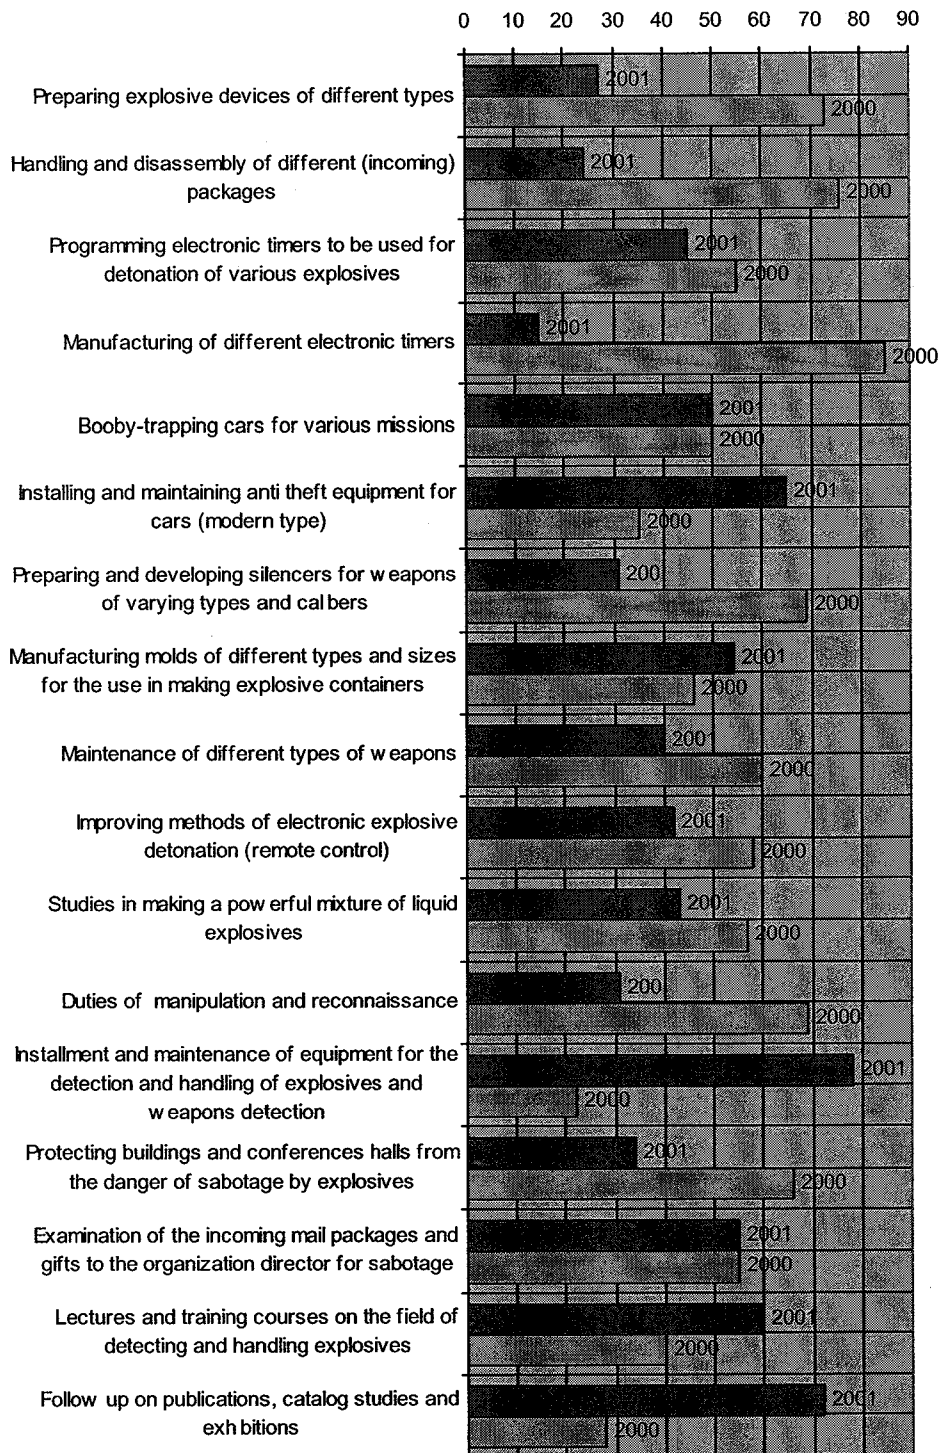 0 10 20 30 40 50 60 70 80 90
2001
Preparing explosive devices of different types
2000
Handling and disassembly of different (incoming)
2001
packages
2000
Programming electronic timers to be used for
2001
detonation of various explosives
2000
2001
Manufacturing of different electronic timers
2000
2001
Booby-trapping cars for various missions
2000
Installing and maintaining anti theft equipment for
2001
cars (modern type)
2000
Preparing and developing silencers for weapons
200
of varying types and cal bers
2000
Manufacturing molds of different types and sizes
2001
for the use in making explosive containers
2000
2001
Maintenance of different types of weapons
2000
Improving methods of electronic explosive
2001
detonation (remote control)
2000
Studies in making a powerful mixture of liquid
2001
explosives
2000
200
Duties of manipulation and reconnaissance
2000
Installment and maintenance of equipment for the
2001
detection and handling of explosives and
2000
weapons detection
Protecting buildings and conferences halls from
2001
the danger of sabotage by explosives
2000
Examination of the incoming mail packages and
2001
gifts to the organization director for sabotage
2000
Lectures and training courses on the field of
2001
detecting and handling explosives
2000
Follow up on publications, catalog studies and
2001
exh bitions
2000